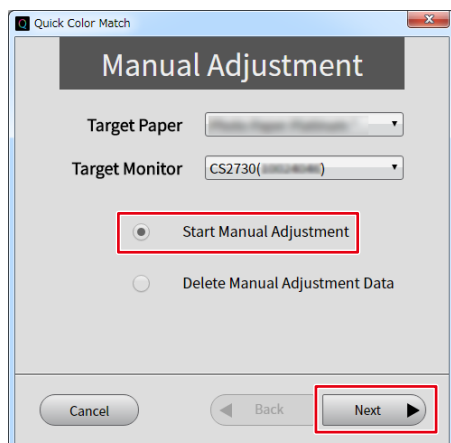 Q Quick Color Match
Manual Adjustment
Target Paper
Target Monitor CS2730( )
Start Manual Adjustment
Delete Manual Adjustment Data
Cancel Back Next